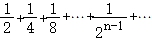 1/2 + 1/4 + 1/8 + ··· + 1/2^{n-1} + ···